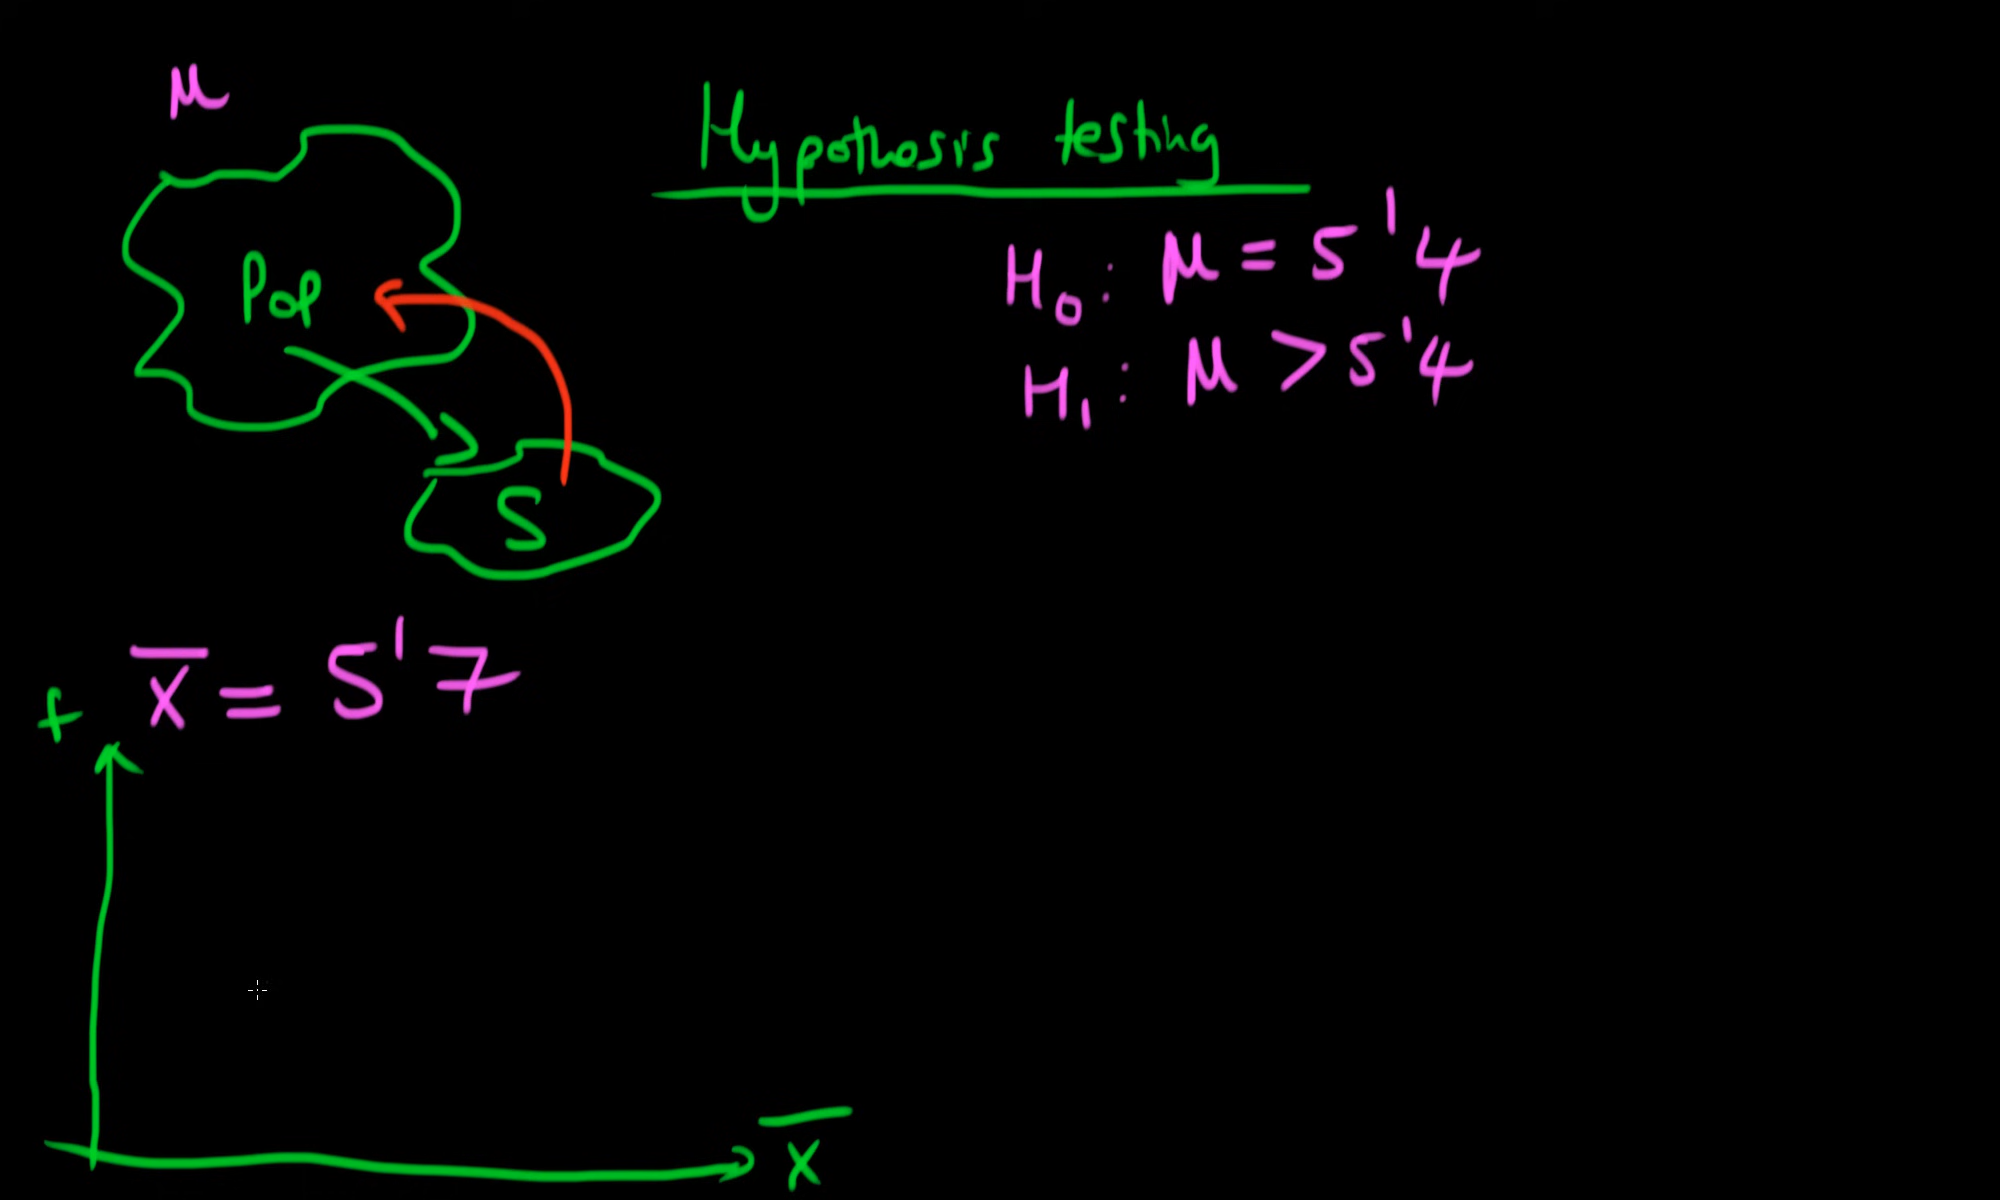 μ
Hypothesis testing
H₀: μ = 5'4
H₁: μ > 5'4
Pop
S
x̄ = 5'7
f
x̄